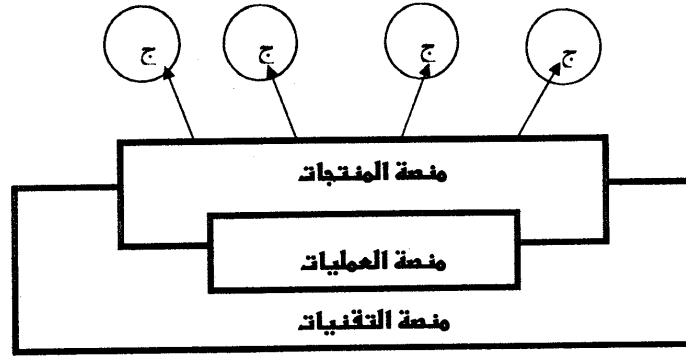 ج ج ج ج
منصة المنتجات
منصة العمليات
منصة التقنيات